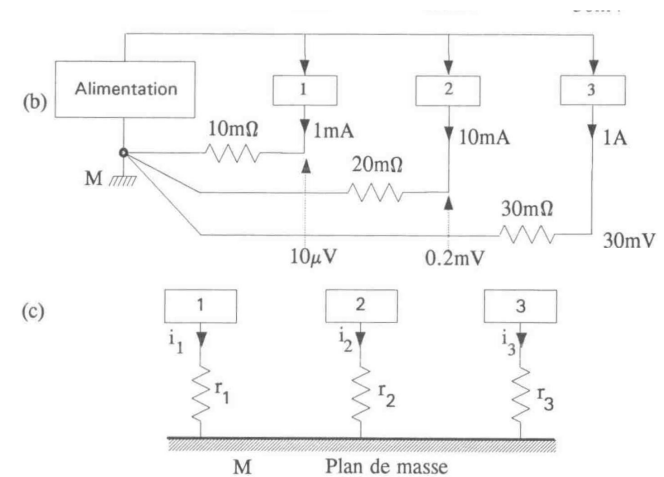 (b)
Alimentation
1
2
3
10mΩ
1mA
10mA
1A
20mΩ
M
30mΩ
10μV
0.2mV
30mV
(c)
1
2
3
i1
i2
i3
r1
r2
r3
M
Plan de masse